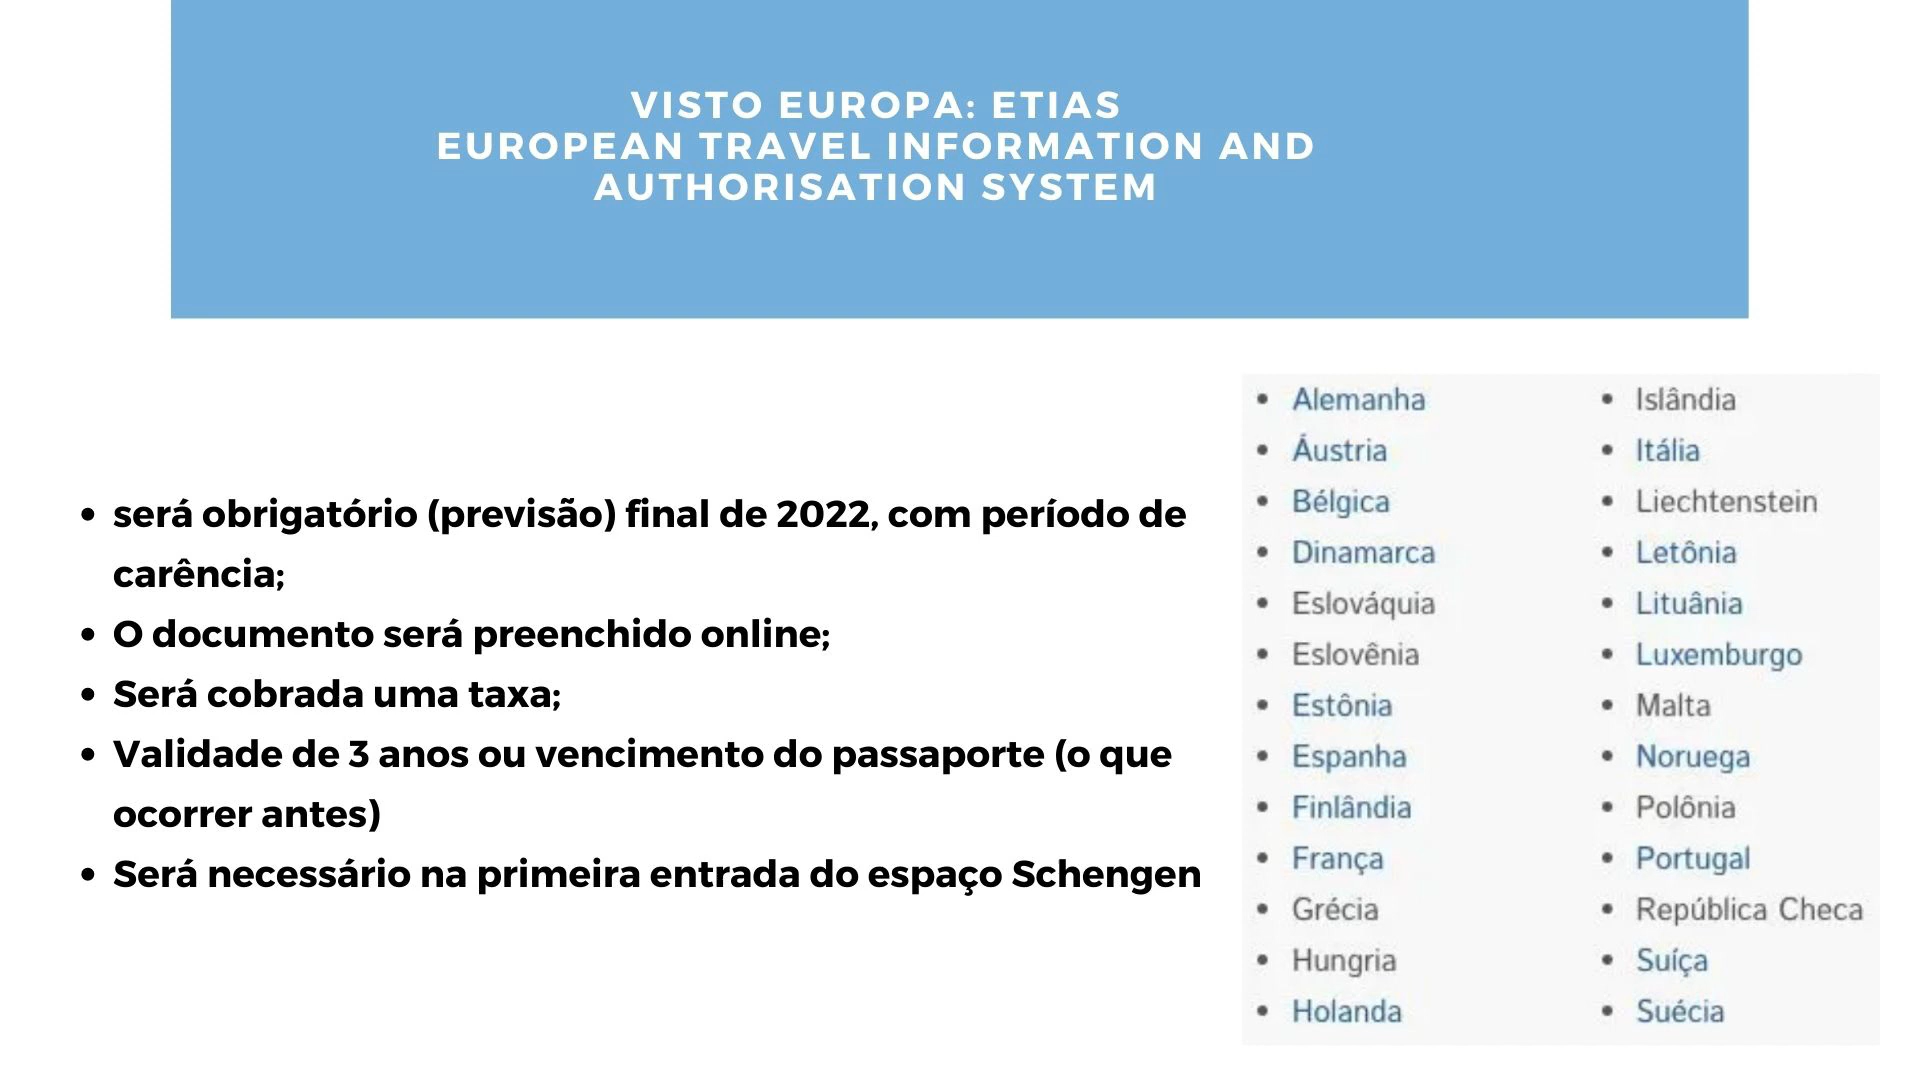 VISTO EUROPA: ETIAS
EUROPEAN TRAVEL INFORMATION AND
AUTHORISATION SYSTEM
• será obrigatório (previsão) final de 2022, com período de
carência;
• O documento será preenchido online;
• Será cobrada uma taxa;
• Validade de 3 anos ou vencimento do passaporte (o que
ocorrer antes)
• Será necessário na primeira entrada do espaço Schengen
• Alemanha
• Áustria
• Bélgica
• Dinamarca
• Eslováquia
• Eslovênia
• Estônia
• Espanha
• Finlândia
• França
• Grécia
• Hungria
• Holanda
• Islândia
• Itália
• Liechtenstein
• Letônia
• Lituânia
• Luxemburgo
• Malta
• Noruega
• Polônia
• Portugal
• República Checa
• Suíça
• Suécia